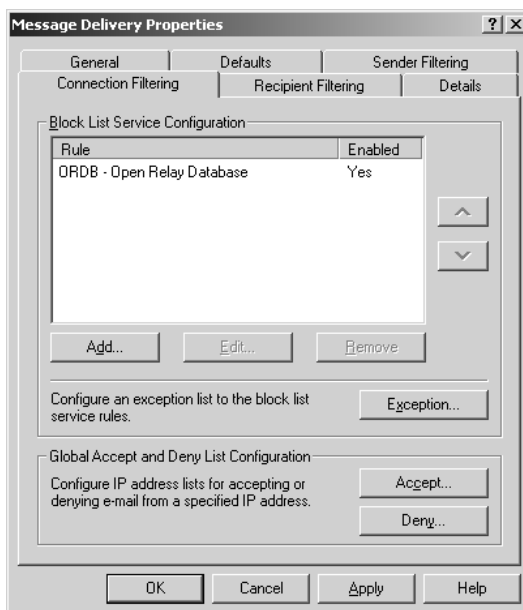 Message Delivery Properties
General Defaults Sender Filtering
Connection Filtering Recipient Filtering Details
Block List Service Configuration
Rule Enabled
ORDB - Open Relay Database Yes
Add... Edit... Remove
Configure an exception list to the block list
service rules.
Exception...
Global Accept and Deny List Configuration
Configure IP address lists for accepting or
denying e-mail from a specified IP address.
Accept...
Deny...
OK Cancel Apply Help